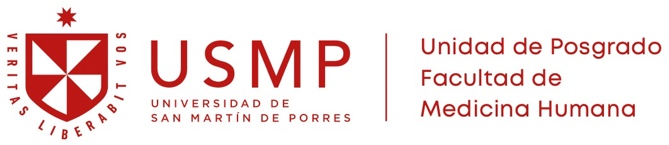 VERITAS LIBERABIT VOS
USMP
UNIVERSIDAD DE
SAN MARTÍN DE PORRES
Unidad de Posgrado
Facultad de
Medicina Humana